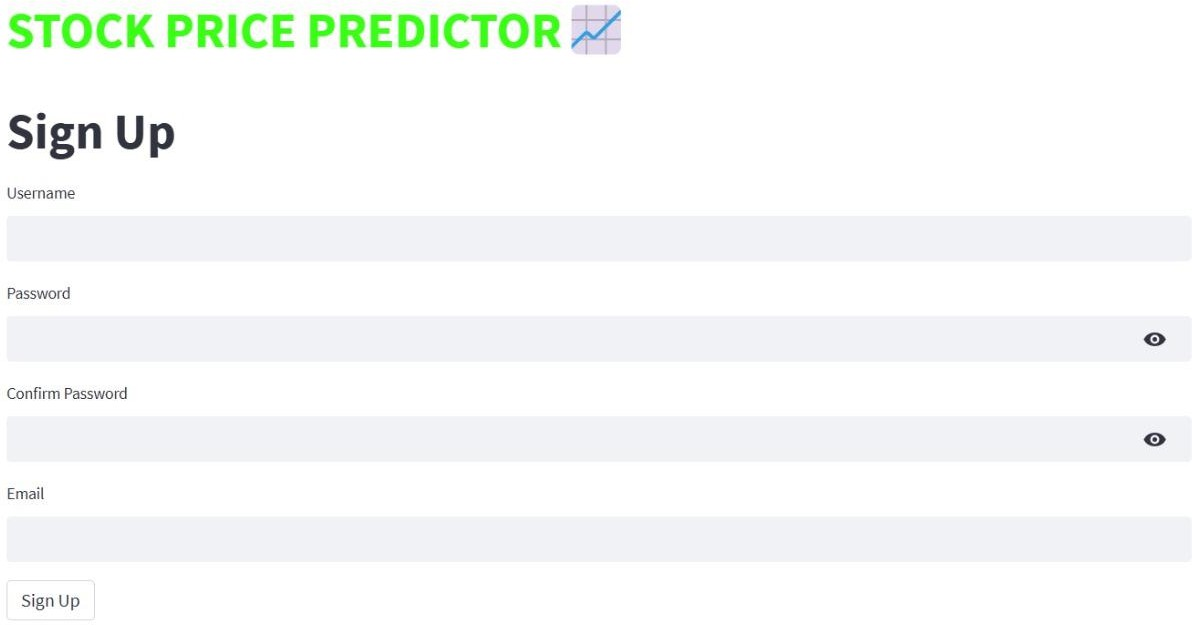 STOCK PRICE PREDICTOR
Sign Up
Username
Password
Confirm Password
Email
Sign Up